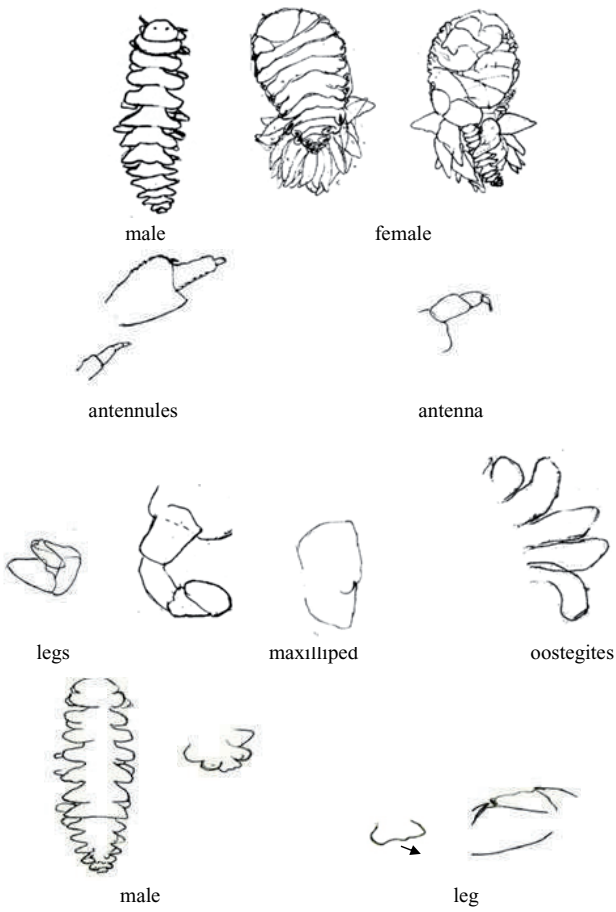 male female
antennules antenna
legs maxilliped oostegites
male leg